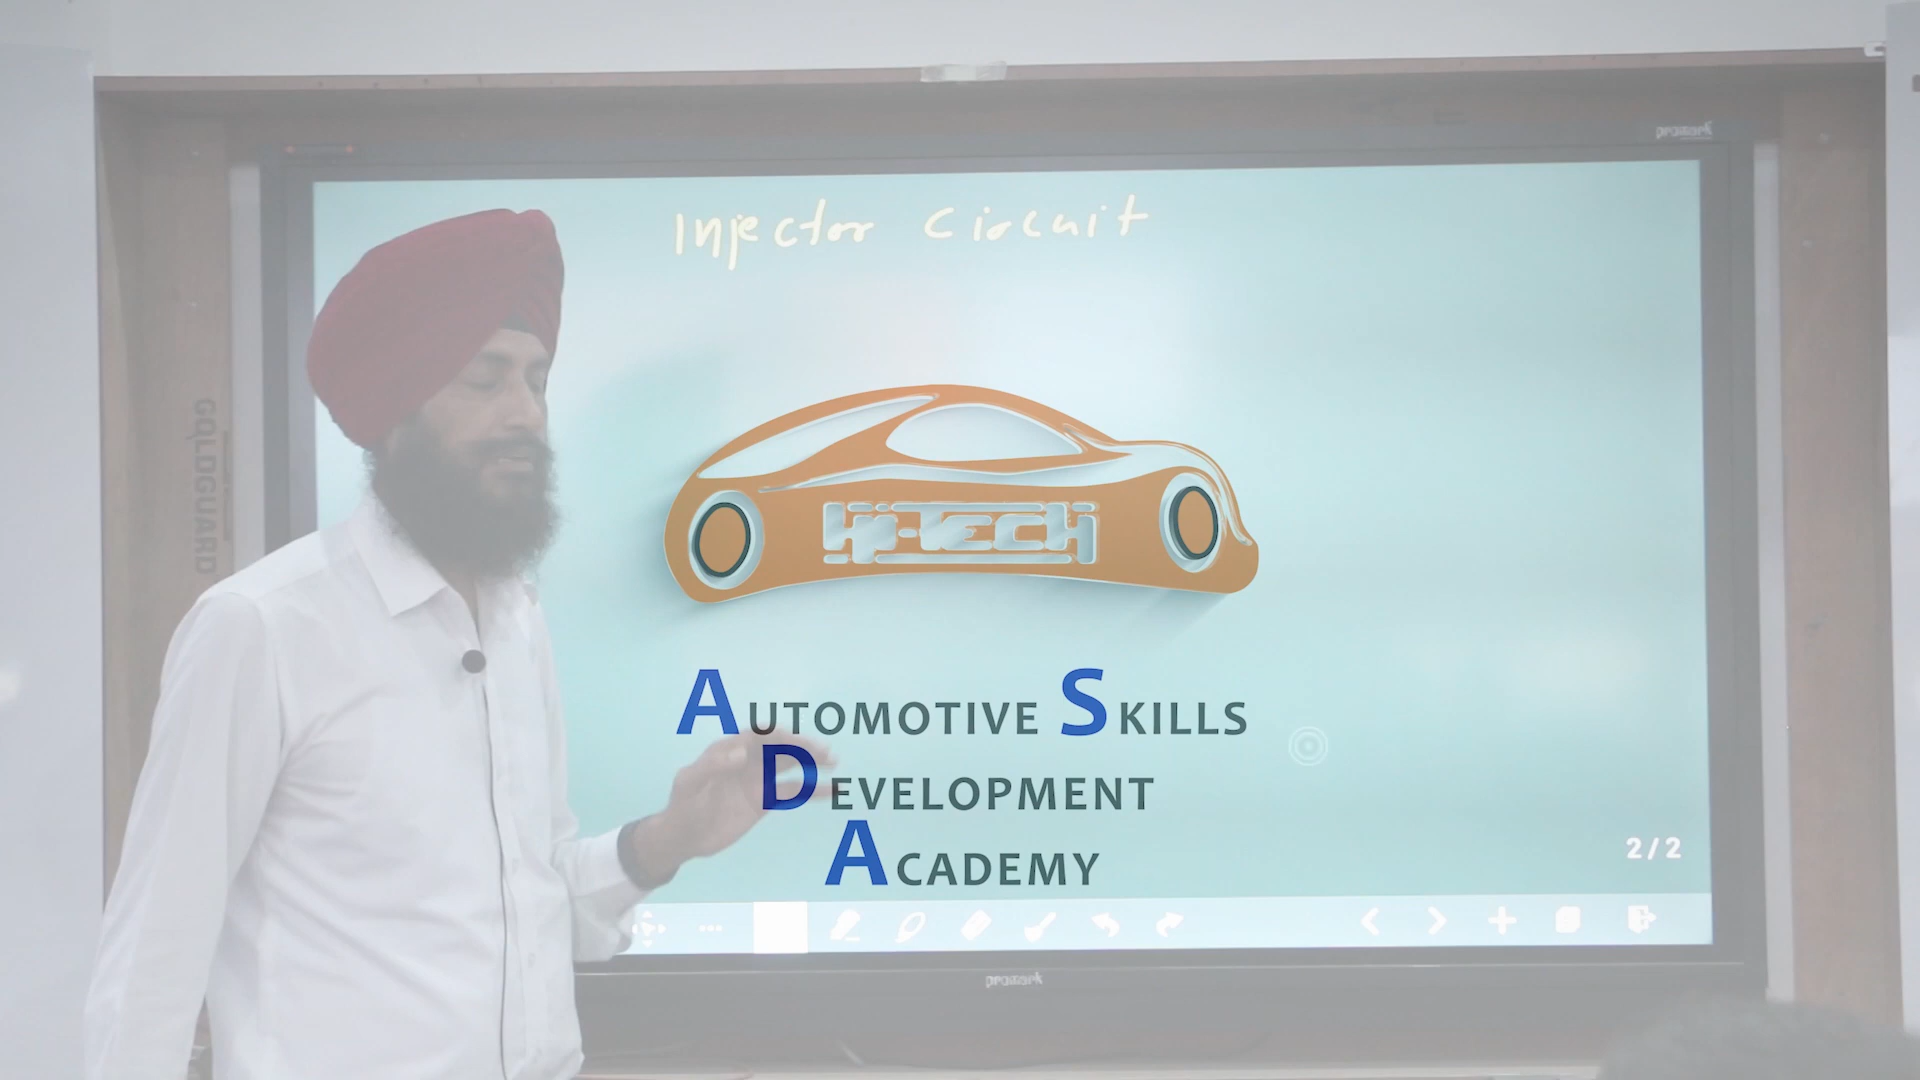 promark
Injector Circuit
GOLDGUARD
Hi-TECH
AUTOMOTIVE SKILLS
DEVELOPMENT
ACADEMY
2/2
promark